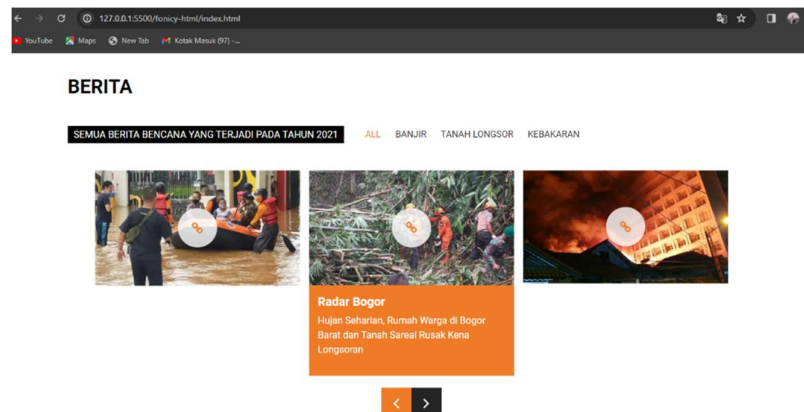 127.0.0.1:5500/fonicy-html/index.html
YouTube Maps New Tab Kotak Masuk (97) -...
BERITA
SEMUA BERITA BENCANA YANG TERJADI PADA TAHUN 2021 ALL BANJIR TANAH LONGSOR KEBAKARAN
Radar Bogor
Hujan Seharian, Rumah Warga di Bogor
Barat dan Tanah Sareal Rusak Kena
Longsoran